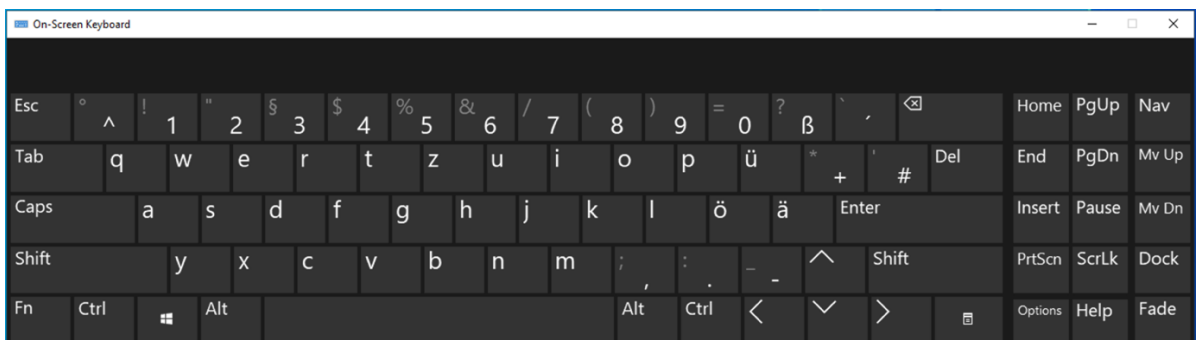 On-Screen Keyboard
Esc ° ^ ! 1 " 2 § 3 $ 4 % 5 & 6 / 7 ( 8 ) 9 = 0 ? ß ` ´ Home PgUp Nav
Tab q w e r t z u i o p ü * + ' # Del End PgDn Mv Up
Caps a s d f g h j k l ö ä Enter Insert Pause Mv Dn
Shift y x c v b n m ; , : . _ - Shift PrtScn ScrLk Dock
Fn Ctrl Alt Alt Ctrl Options Help Fade